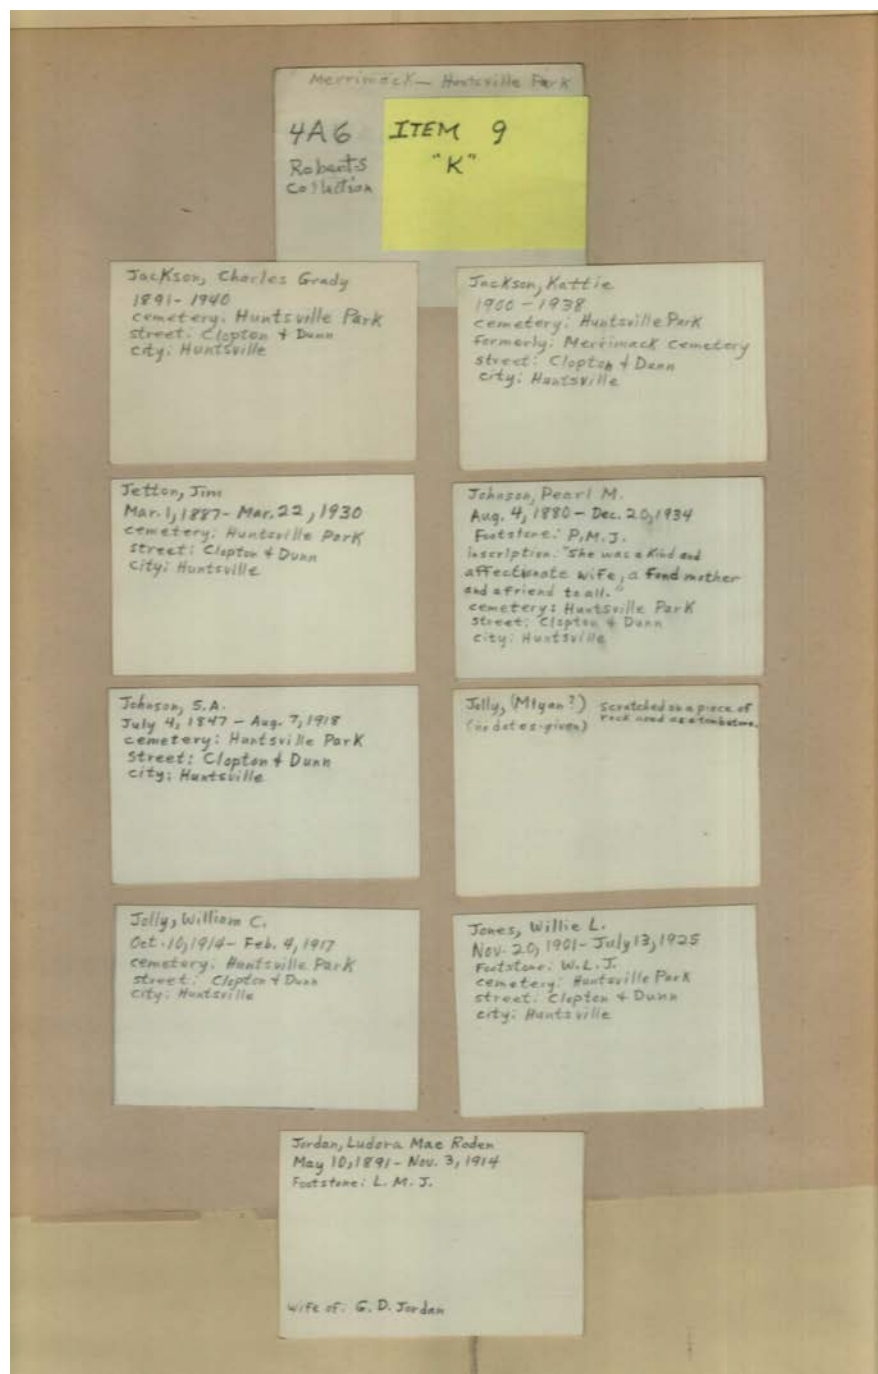 Merrimack — Huntsville Park
4A6
Roberts
Collection
ITEM 9
"K"
Jackson, Charles Grady
1891 - 1940
cemetery: Huntsville Park
street: Clopton & Dunn
city: Huntsville
Jackson, Kattie
1900 - 1938
cemetery: Huntsville Park
formerly: Merrimack Cemetery
street: Clopton & Dunn
city: Huntsville
Jetton, Jim
Mar. 1, 1887 - Mar. 22, 1930
cemetery: Huntsville Park
street: Clopton & Dunn
city: Huntsville
Johnson, Pearl M.
Aug. 4, 1880 - Dec. 20, 1934
Footstone: P.M.J.
inscription: "She was a kind and
affectionate wife, a fond mother
and a friend to all."
cemetery: Huntsville Park
street: Clopton & Dunn
city: Huntsville
Johnson, S.A.
July 4, 1847 - Aug. 7, 1918
cemetery: Huntsville Park
street: Clopton & Dunn
city: Huntsville
Jolly, (Mlyan?) scratched on a piece of
rock used as a tombstone.
(no dates given)
Jolly, William C.
Oct. 10, 1914 - Feb. 4, 1917
cemetery: Huntsville Park
street: Clopton & Dunn
city: Huntsville
Jones, Willie L.
Nov. 20, 1901 - July 13, 1925
Footstone: W.L.J.
cemetery: Huntsville Park
street: Clopton & Dunn
city: Huntsville
Jordan, Ludora Mae Roden
May 10, 1891 - Nov. 3, 1914
Footstone: L. M. J.
wife of: G. D. Jordan